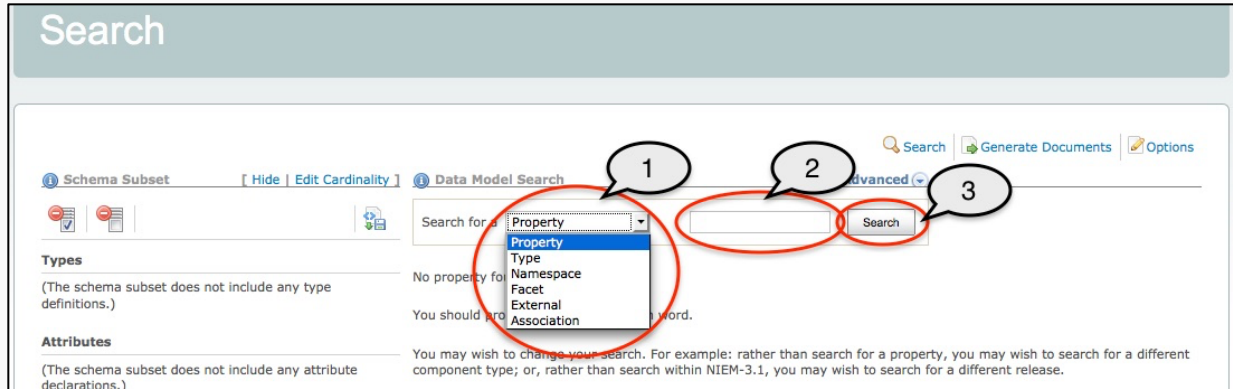 Search
Search
Generate Documents
Options
Schema Subset
[ Hide | Edit Cardinality ]
Data Model Search
1
2
dvanced
3
Search for a
Property
Search
Property
Type
Namespace
Facet
External
Association
Types
(The schema subset does not include any type
definitions.)
No property fo
You should pro
word.
Attributes
(The schema subset does not include any attribute
declarations.)
You may wish to change your search. For example: rather than search for a property, you may wish to search for a different
component type; or, rather than search within NIEM-3.1, you may wish to search for a different release.